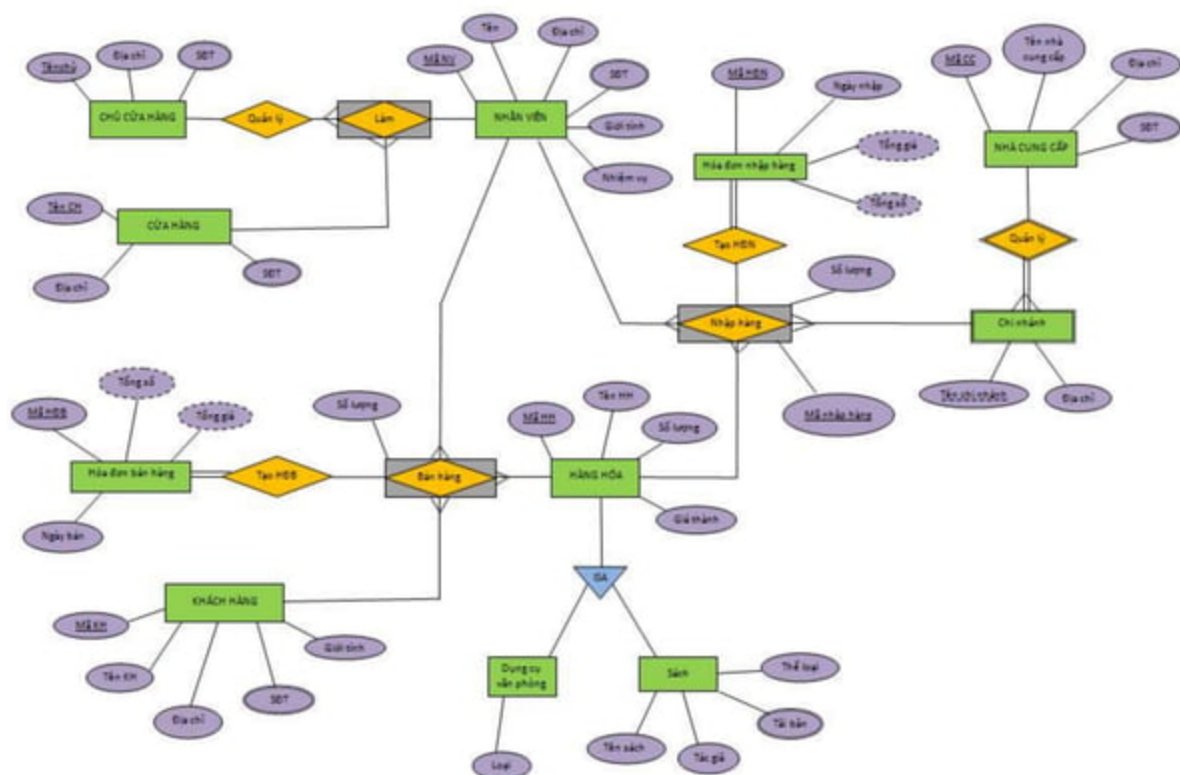 Tên
Địa chỉ
Mã NV
SĐT
Giới tính
Nhiệm vụ
NHÂN VIÊN
Địa chỉ
SĐT
Tên chủ
CHỦ CỬA HÀNG
Quản lý
Làm
Tên CH
CỬA HÀNG
Địa chỉ
SĐT
Mã HĐN
Ngày nhập
Tổng giá
Tổng số
Hóa đơn nhập hàng
Tạo HĐN
Tên nhà
cung cấp
Mã CC
Địa chỉ
SĐT
NHÀ CUNG CẤP
Quản lý
Số lượng
Nhập hàng
Chi nhánh
Mã nhập hàng
Tên chi nhánh
Địa chỉ
Tổng số
Mã HĐB
Tổng giá
Hóa đơn bán hàng
Ngày bán
Tạo HĐB
Số lượng
Bán hàng
Tên HH
Mã HH
Số lượng
HÀNG HÓA
Giá thành
KHÁCH HÀNG
Mã KH
Tên KH
Địa chỉ
SĐT
Giới tính
ISA
Dụng cụ
văn phòng
Loại
Sách
Thể loại
Tái bản
Tên sách
Tác giả